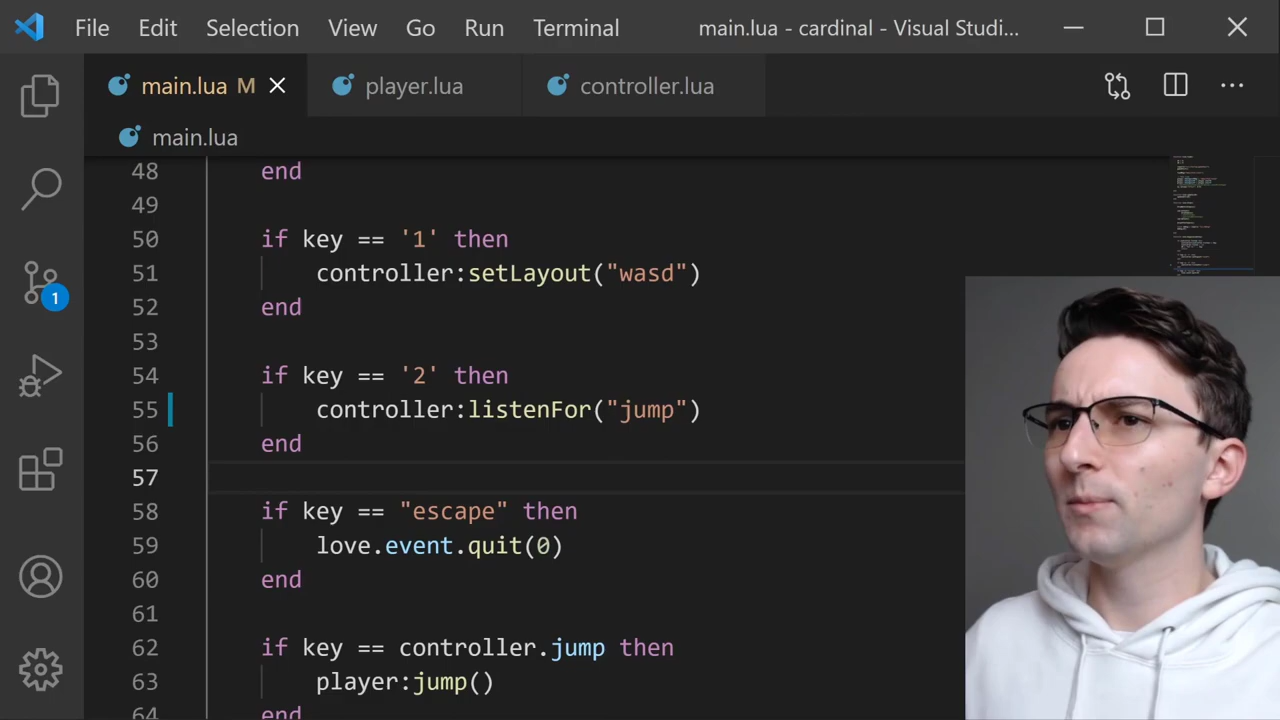 File Edit Selection View Go Run Terminal main.lua - cardinal - Visual Studi...
main.lua M player.lua controller.lua
main.lua
48 end
49
50 if key == '1' then
51 controller:setLayout("wasd")
52 end
53
54 if key == '2' then
55 controller:listenFor("jump")
56 end
57
58 if key == "escape" then
59 love.event.quit(0)
60 end
61
62 if key == controller.jump then
63 player:jump()
64 end
1